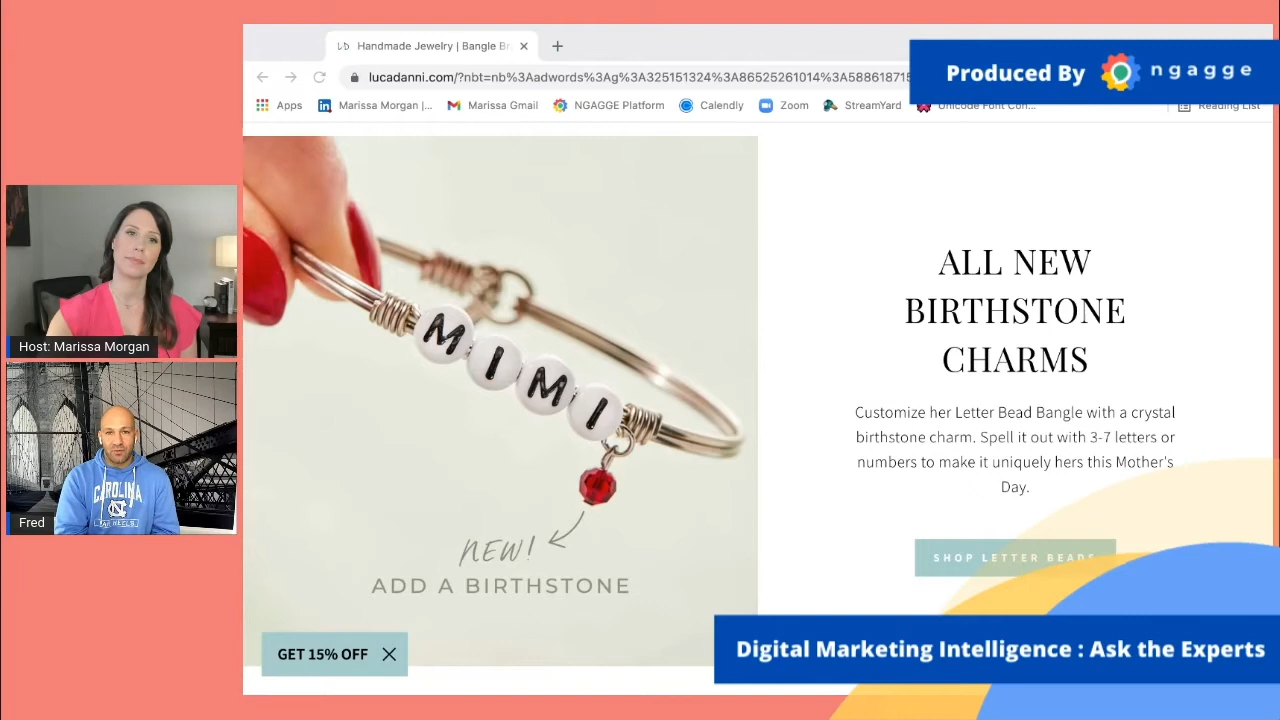 Handmade Jewelry | Bangle Br
lucadanni.com/?nbt=nb%3Aadwords%3Ag%3A325151324%3A86525261014%3A588618715
Produced By ngagge
Apps Marissa Morgan |... Marissa Gmail NGAGGE Platform Calendly Zoom StreamYard Unicode Font Con... Reading List
MIMI
ALL NEW
BIRTHSTONE
CHARMS
Customize her Letter Bead Bangle with a crystal
birthstone charm. Spell it out with 3-7 letters or
numbers to make it uniquely hers this Mother's
Day.
SHOP LETTER BEADS
NEW!
ADD A BIRTHSTONE
GET 15% OFF
Host: Marissa Morgan
CAROLINA
TAR HEELS
Fred
Digital Marketing Intelligence : Ask the Experts